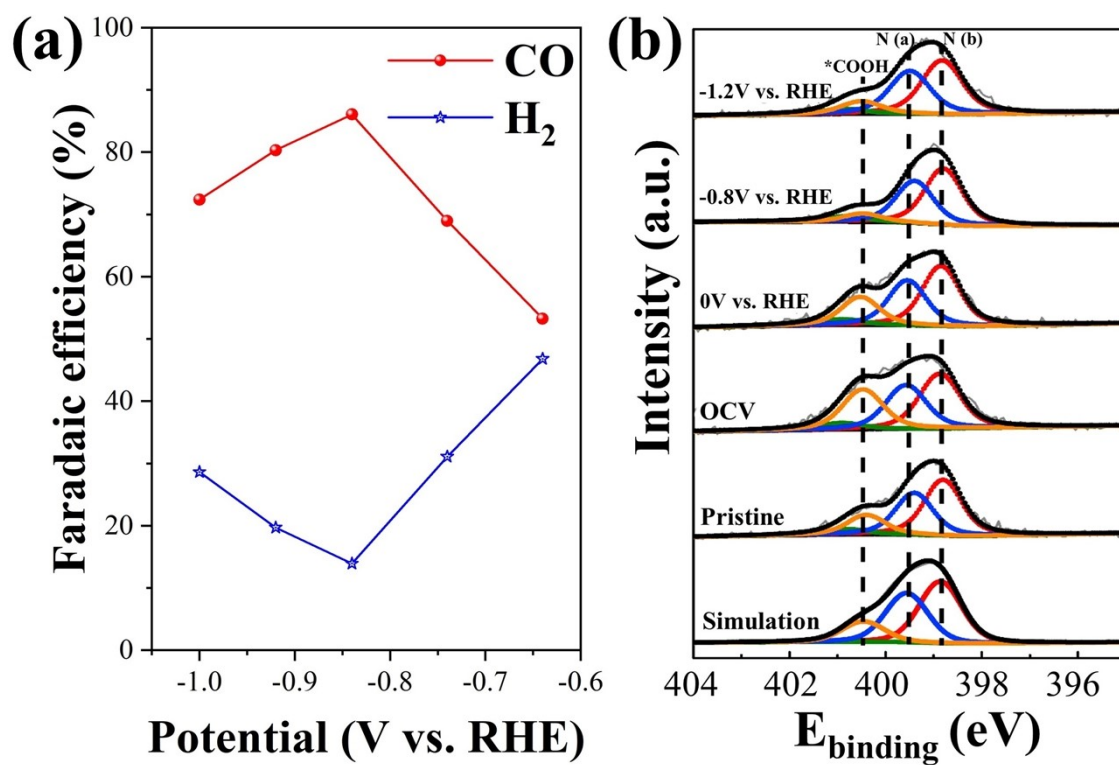 (a)
CO
H2
Faradaic efficiency (%)
100
80
60
40
20
0
-1.0
-0.9
-0.8
-0.7
-0.6
Potential (V vs. RHE)
(b)
N (a)
N (b)
*COOH
-1.2V vs. RHE
-0.8V vs. RHE
0V vs. RHE
OCV
Pristine
Simulation
Intensity (a.u.)
404
402
400
398
396
Ebinding (eV)